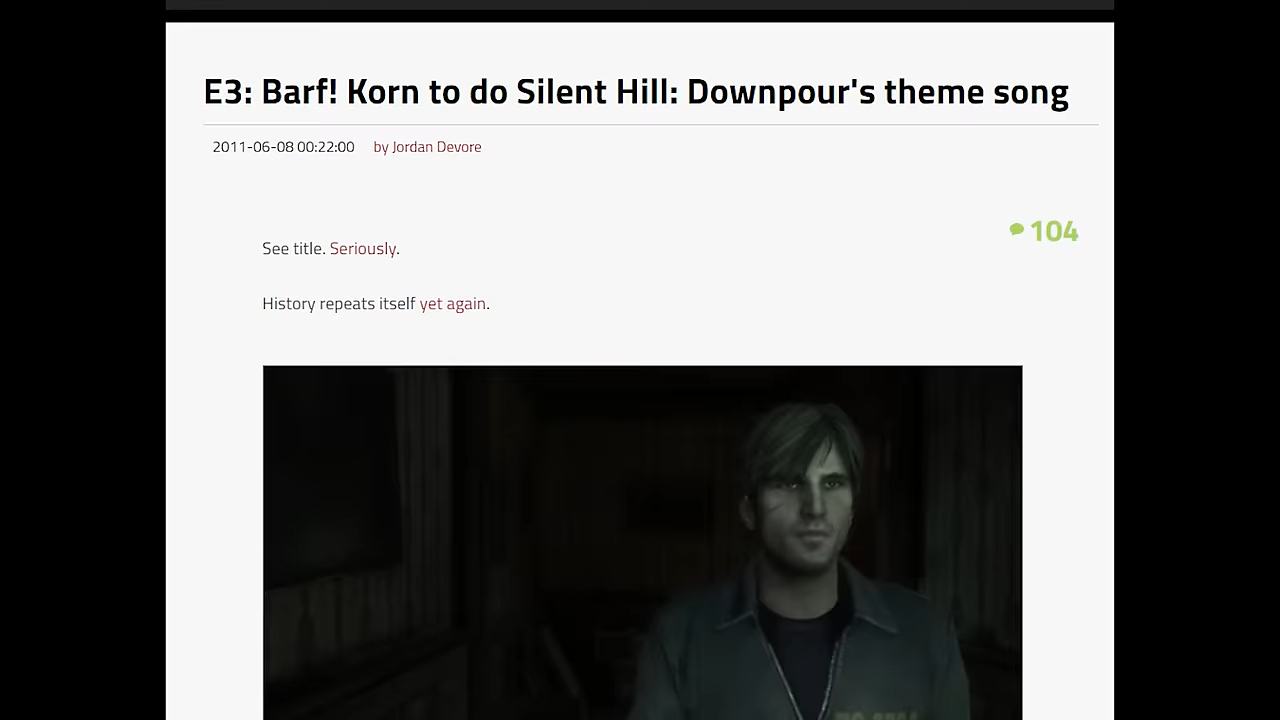 E3: Barf! Korn to do Silent Hill: Downpour's theme song
2011-06-08 00:22:00 by Jordan Devore
104
See title. Seriously.
History repeats itself yet again.